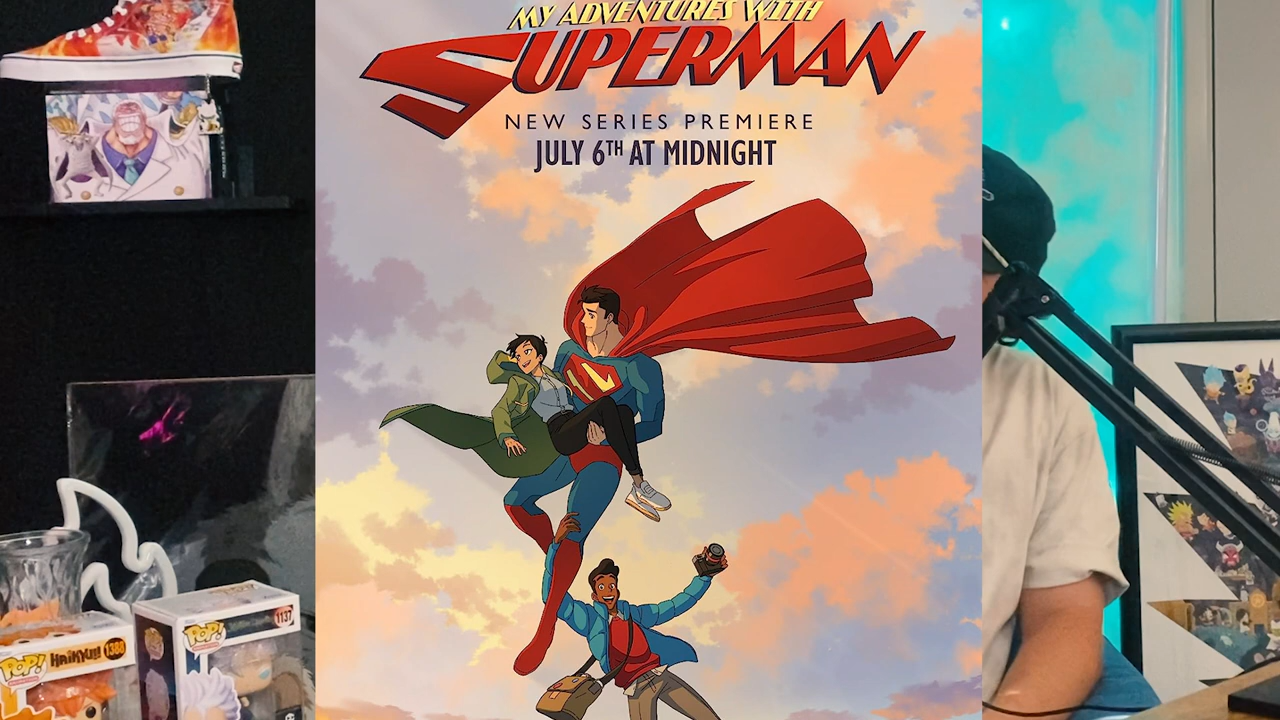 MY ADVENTURES WITH
SUPERMAN
NEW SERIES PREMIERE
JULY 6TH AT MIDNIGHT
POP!
HAIKYU!!
1388
POP!
1137